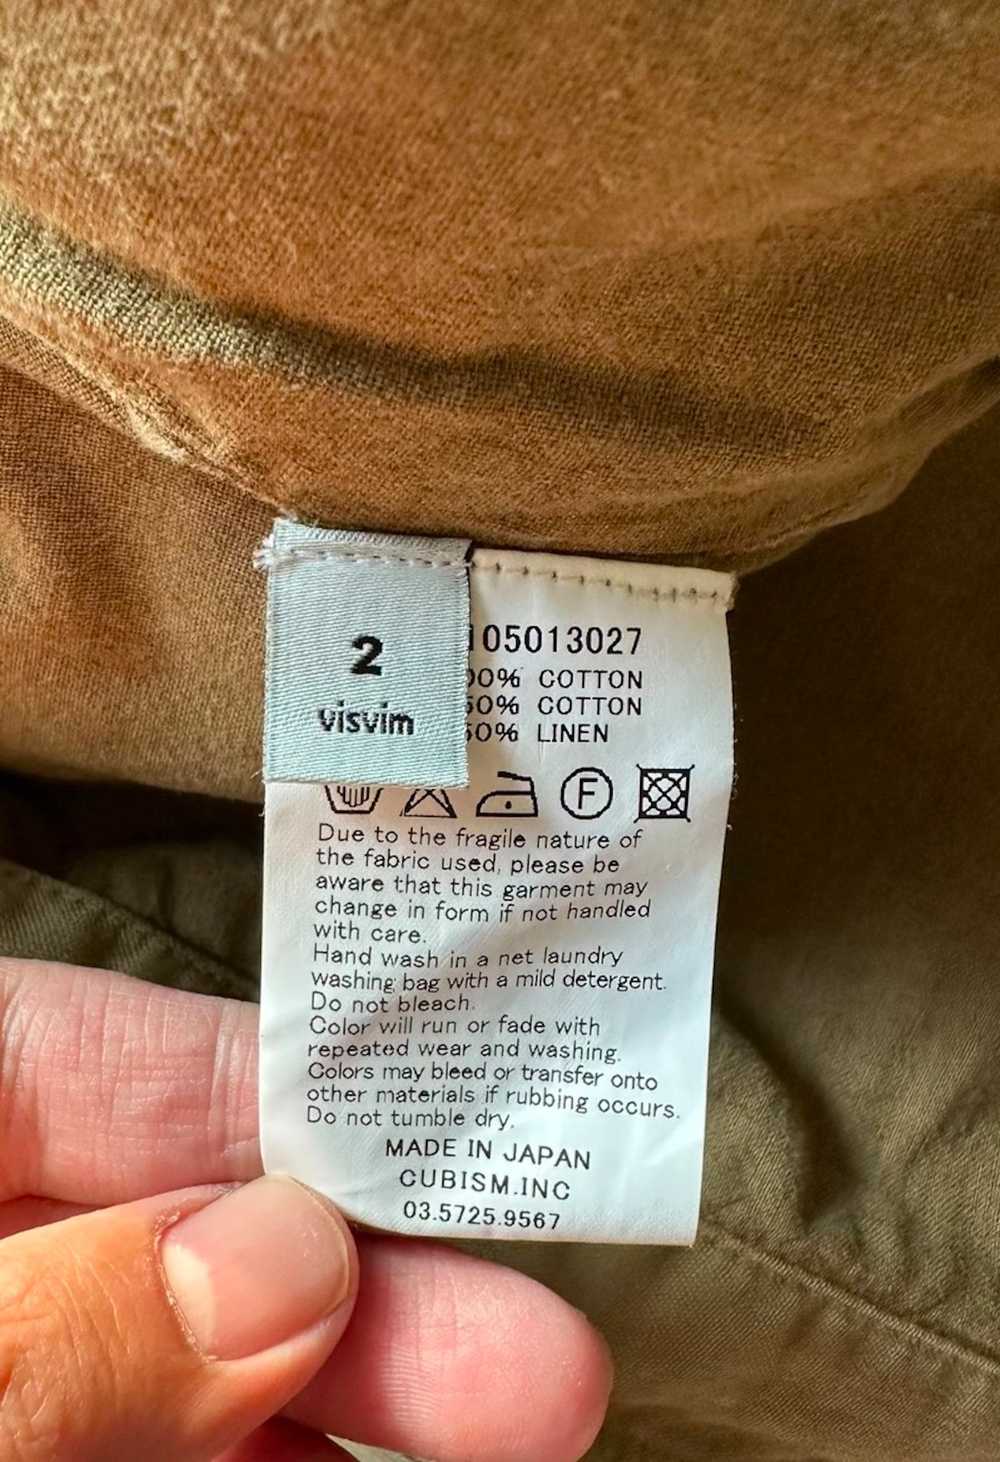 2
visvim
105013027
00% COTTON
50% COTTON
50% LINEN
F
Due to the fragile nature of
the fabric used, please be
aware that this garment may
change in form if not handled
with care.
Hand wash in a net laundry
washing bag with a mild detergent.
Do not bleach.
Color will run or fade with
repeated wear and washing.
Colors may bleed or transfer onto
other materials if rubbing occurs.
Do not tumble dry.
MADE IN JAPAN
CUBISM.INC
03.5725.9567